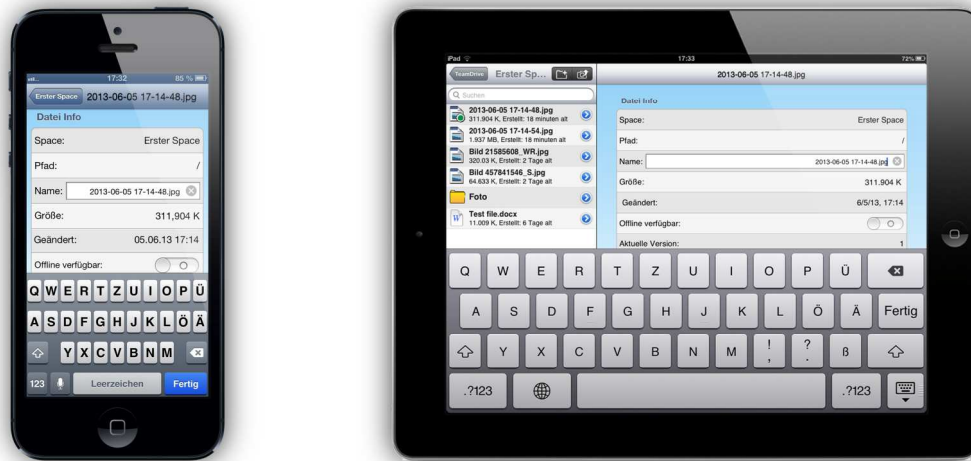 17:32 85 %
Erster Space 2013-06-05 17-14-48.jpg
Datei Info
Space: Erster Space
Pfad: /
Name: 2013-06-05 17-14-48.jpg
Größe: 311,904 K
Geändert: 05.06.13 17:14
Offline verfügbar:
Q W E R T Z U I O P Ü
A S D F G H J K L Ö Ä
Y X C V B N M
123 Leerzeichen Fertig
iPad 17:33 72%
TeamDrive Erster Sp... 2013-06-05 17-14-48.jpg
Suchen
2013-06-05 17-14-48.jpg
311.904 K, Erstellt: 18 minuten alt
2013-06-05 17-14-54.jpg
1.937 MB, Erstellt: 18 minuten alt
Bild 21585608_WR.jpg
320.03 K, Erstellt: 2 Tage alt
Bild 457841546_S.jpg
64.633 K, Erstellt: 2 Tage alt
Foto
Test file.docx
11.009 K, Erstellt: 6 Tage alt
Datei Info
Space: Erster Space
Pfad: /
Name: 2013-06-05 17-14-48.jpg
Größe: 311.904 K
Geändert: 6/5/13, 17:14
Offline verfügbar:
Aktuelle Version: 1
Q W E R T Z U I O P Ü
A S D F G H J K L Ö Ä Fertig
Y X C V B N M ! , ? . ß
.?123 .?123